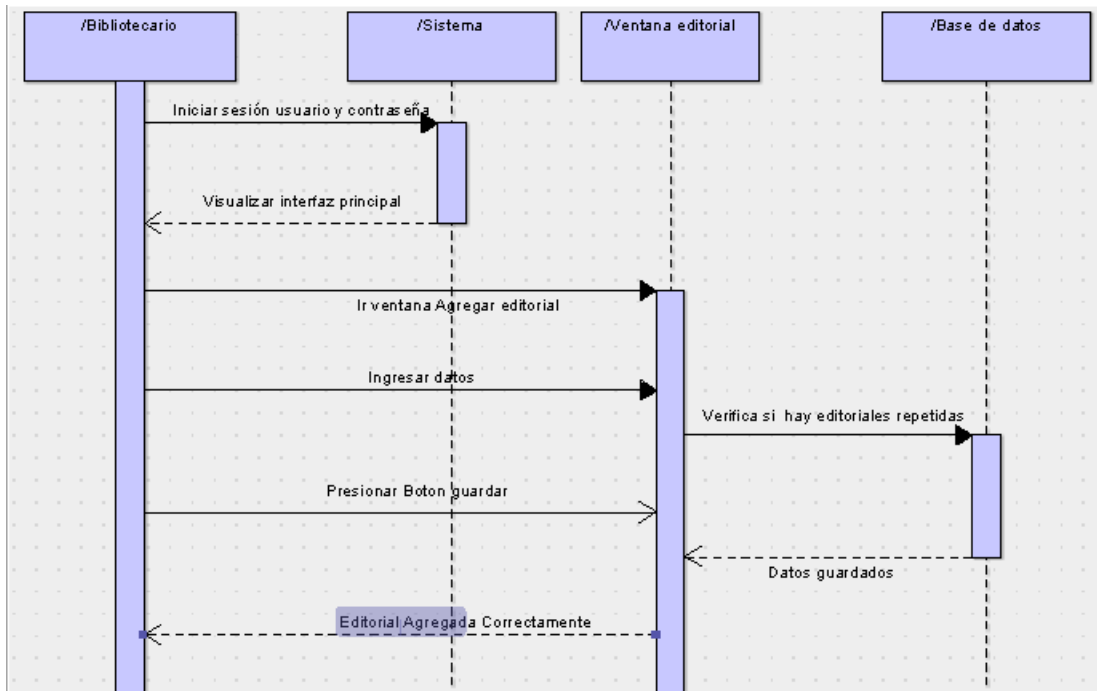 /Bibliotecario
/Sistema
/Ventana editorial
/Base de datos
Iniciar sesión usuario y contraseña
Visualizar interfaz principal
Ir ventana Agregar editorial
Ingresar datos
Verifica si hay editoriales repetidas
Presionar Boton guardar
Datos guardados
Editorial Agregada Correctamente